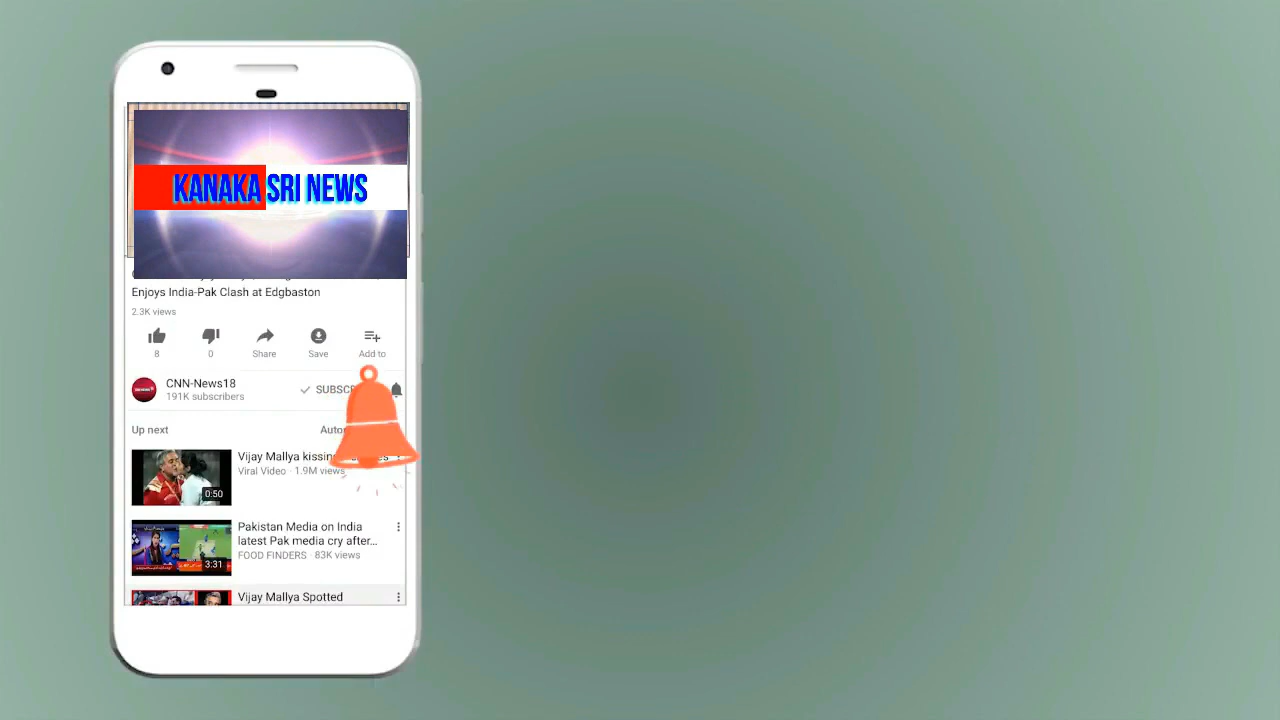 KANAKA SRI NEWS
Enjoys India-Pak Clash at Edgbaston
2.3K views
8
0
Share
Save
Add to
CNN-News18
191K subscribers
Up next
Vijay Mallya kissing
Viral Video · 1.9M views
0:50
Pakistan Media on India
latest Pak media cry after...
FOOD FINDERS · 83K views
3:31
Vijay Mallya Spotted